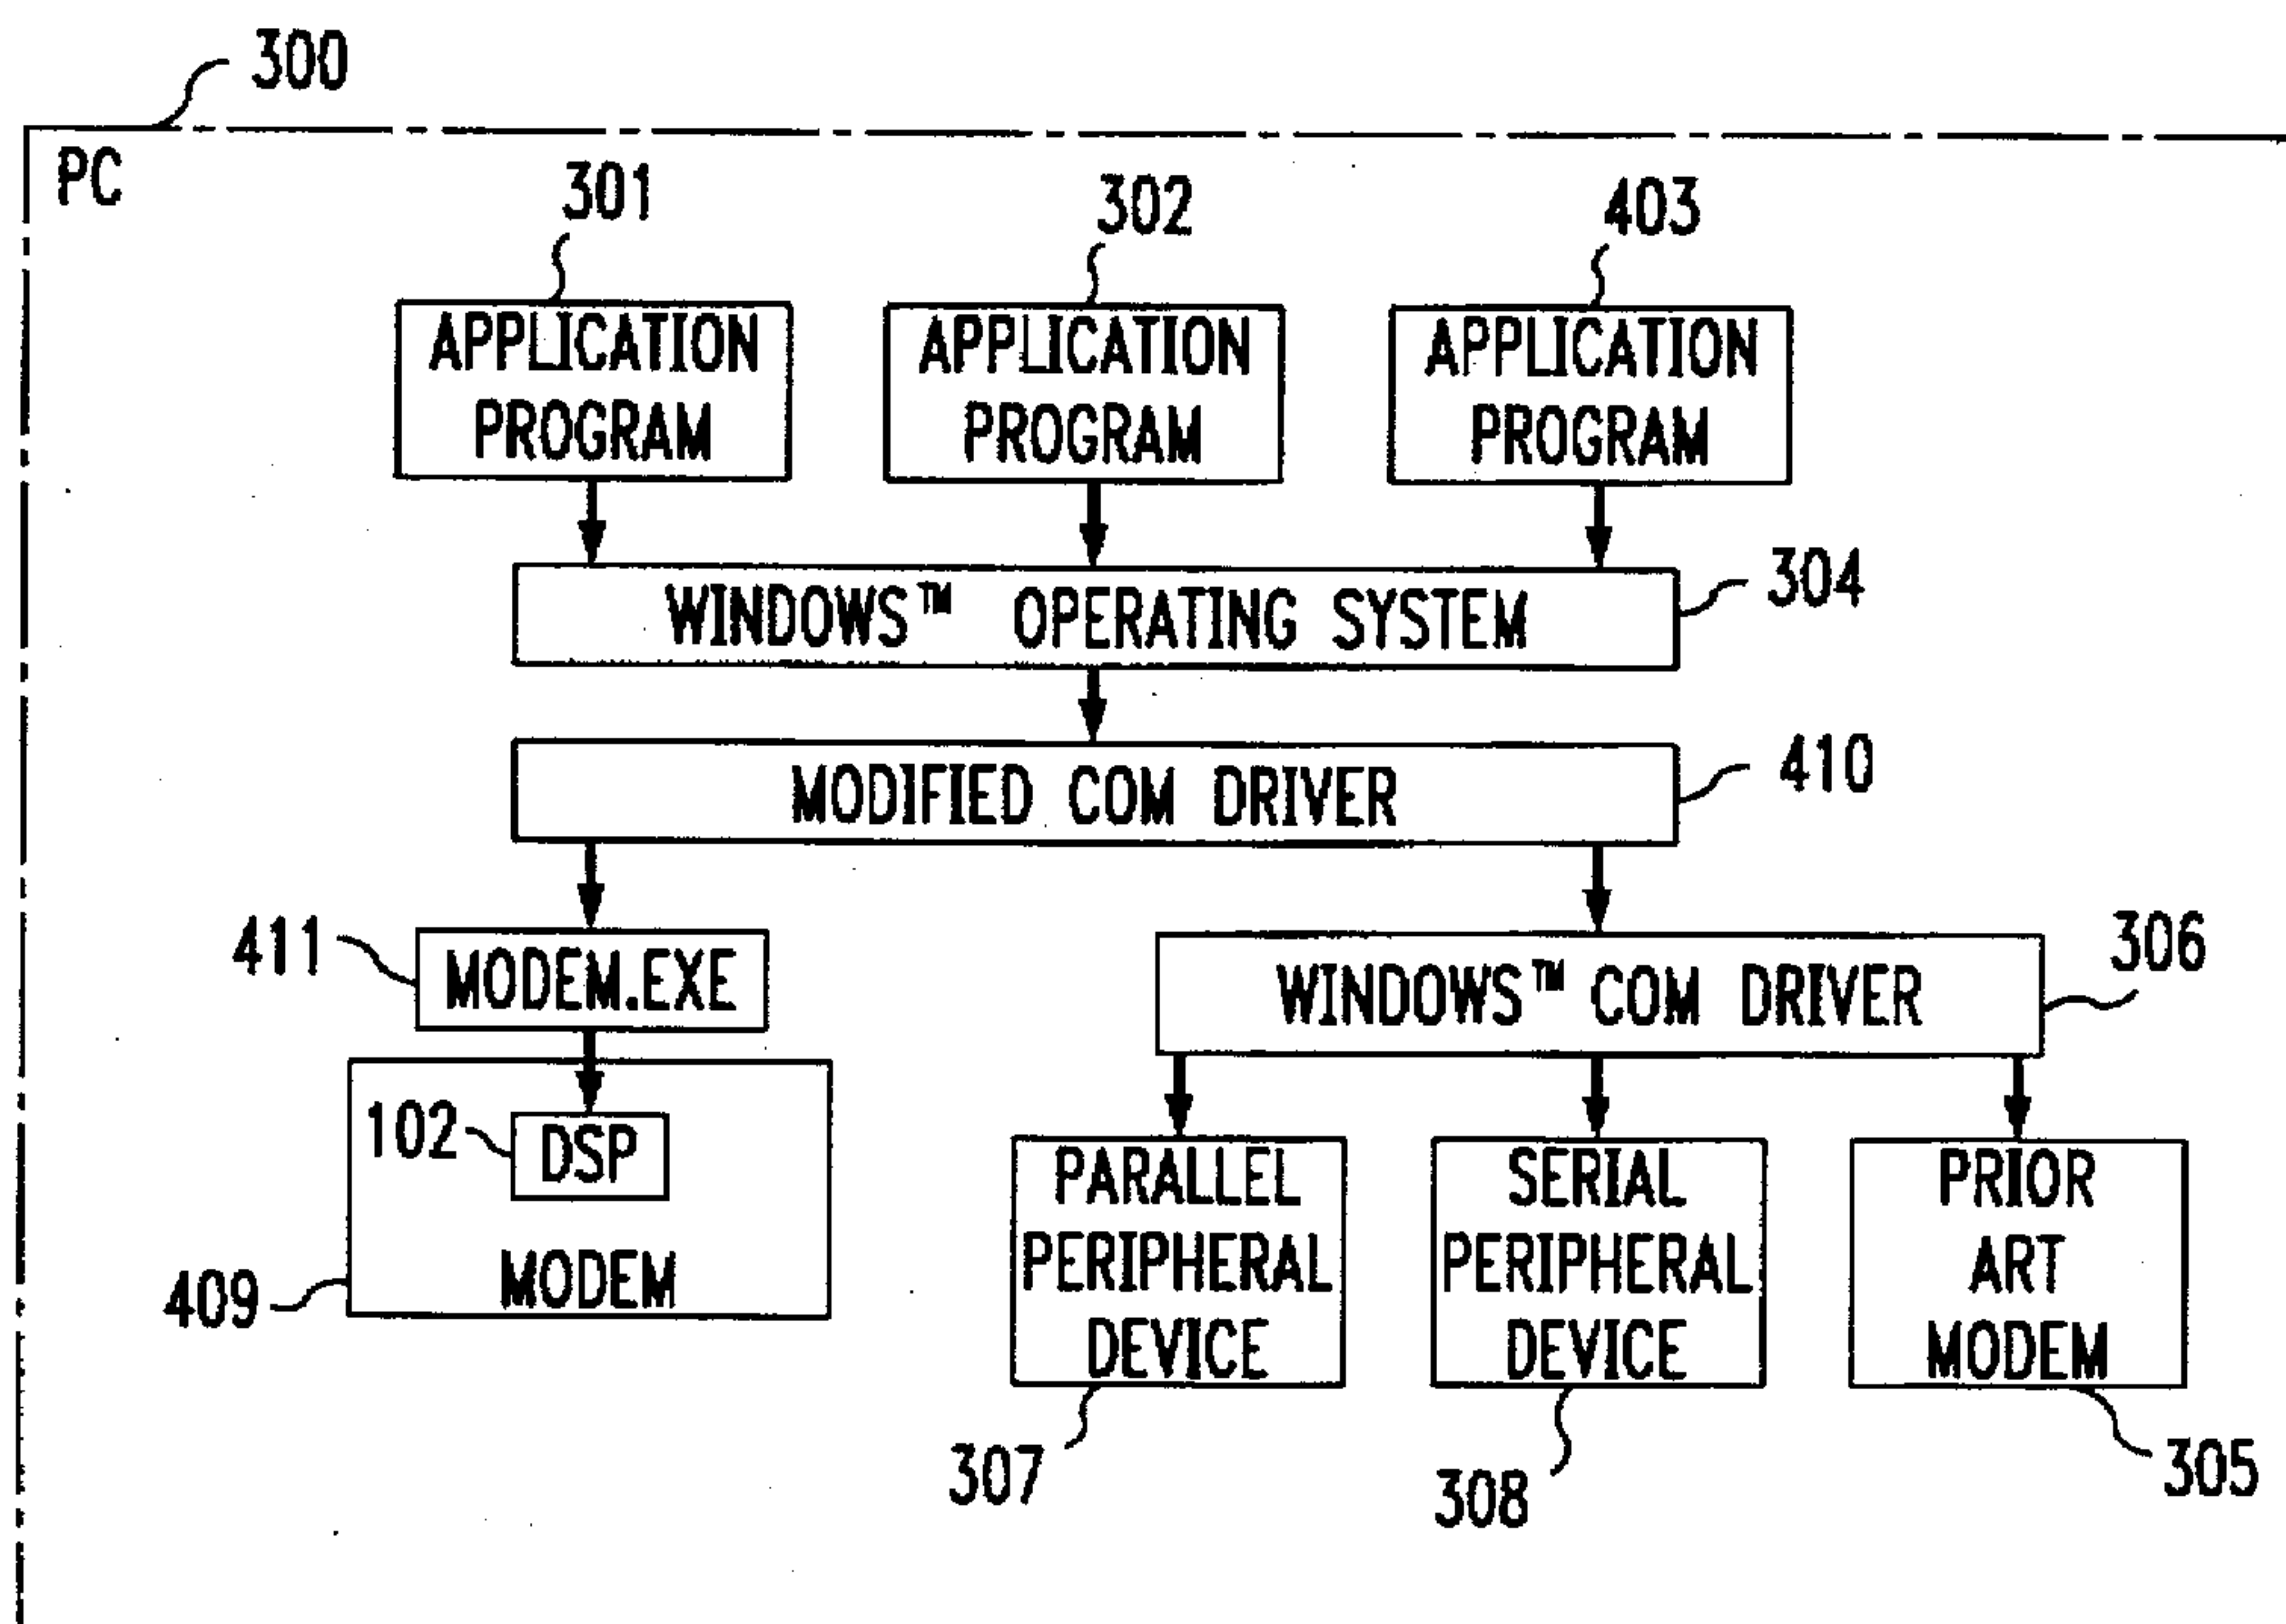 300
PC
301
302
403
APPLICATION
PROGRAM
APPLICATION
PROGRAM
APPLICATION
PROGRAM
WINDOWS™ OPERATING SYSTEM
304
MODIFIED COM DRIVER
410
411
MODEM.EXE
WINDOWS™ COM DRIVER
306
102
DSP
MODEM
409
PARALLEL
PERIPHERAL
DEVICE
SERIAL
PERIPHERAL
DEVICE
PRIOR
ART
MODEM
307
308
305